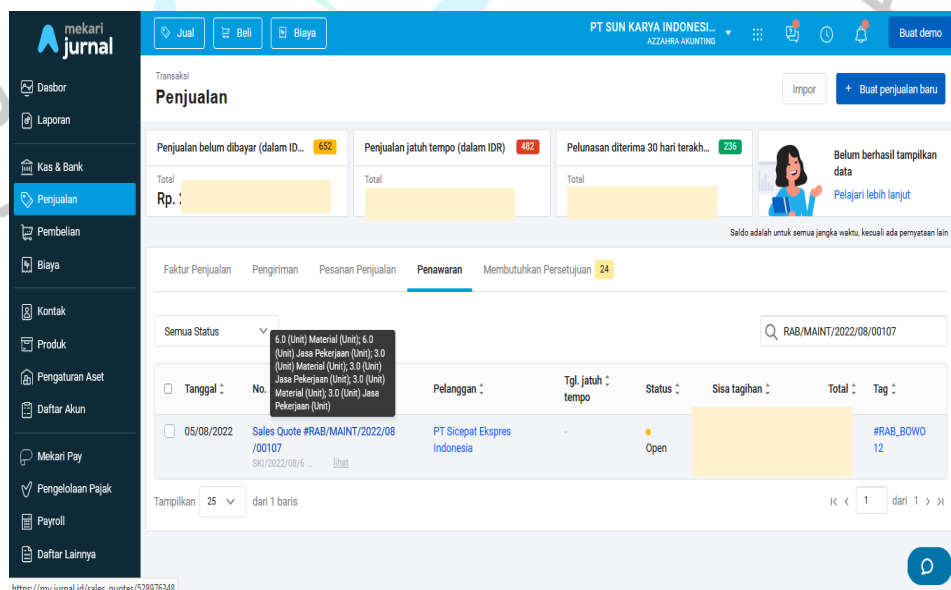 mekari
jurnal
Jual
Beli
Biaya
PT SUN KARYA INDONESI...
AZZAHRA AKUNTING
Buat demo
Dasbor
Laporan
Kas & Bank
Penjualan
Pembelian
Biaya
Kontak
Produk
Pengaturan Aset
Daftar Akun
Mekari Pay
Pengelolaan Pajak
Payroll
Daftar Lainnya
Transaksi
Penjualan
Impor
+ Buat penjualan baru
Penjualan belum dibayar (dalam ID... 652
Total
Rp. 2
Penjualan jatuh tempo (dalam IDR) 482
Total
Pelunasan diterima 30 hari terakh... 236
Total
Belum berhasil tampilkan
data
Pelajari lebih lanjut
Saldo adalah untuk semua jangka waktu, kecuali ada pernyataan lain
Faktur Penjualan Pengiriman Pesanan Penjualan Penawaran Membutuhkan Persetujuan 24
Semua Status
RAB/MAINT/2022/08/00107
6.0 (Unit) Material (Unit); 6.0
(Unit) Jasa Pekerjaan (Unit); 3.0
(Unit) Material (Unit); 3.0 (Unit)
Jasa Pekerjaan (Unit); 3.0 (Unit)
Material (Unit); 3.0 (Unit) Jasa
Pekerjaan (Unit)
Tanggal No. Pelanggan Tgl. jatuh tempo Status Sisa tagihan Total Tag
05/08/2022
Sales Quote #RAB/MAINT/2022/08
/00107
SKI/2022/08/6 ... lihat
PT Sicepat Ekspres
Indonesia
-
Open
#RAB_BOWO
12
Tampilkan 25 dari 1 baris
1 dari 1
https://my.jurnal.id/sales_quotes/528976348